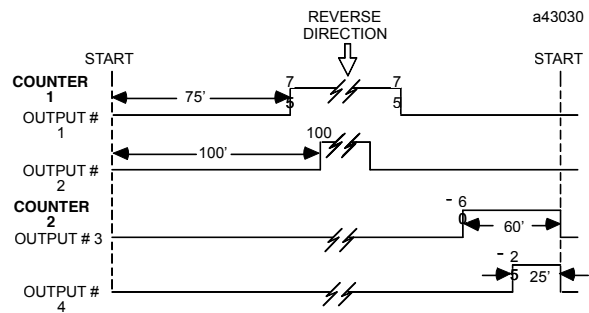 REVERSE
DIRECTION
a43030
START
START
COUNTER
1
7
5
7
5
75’
OUTPUT #
1
100
100’
OUTPUT #
2
COUNTER
2
- 6
0
60’
OUTPUT # 3
- 2
5
25’
OUTPUT #
4